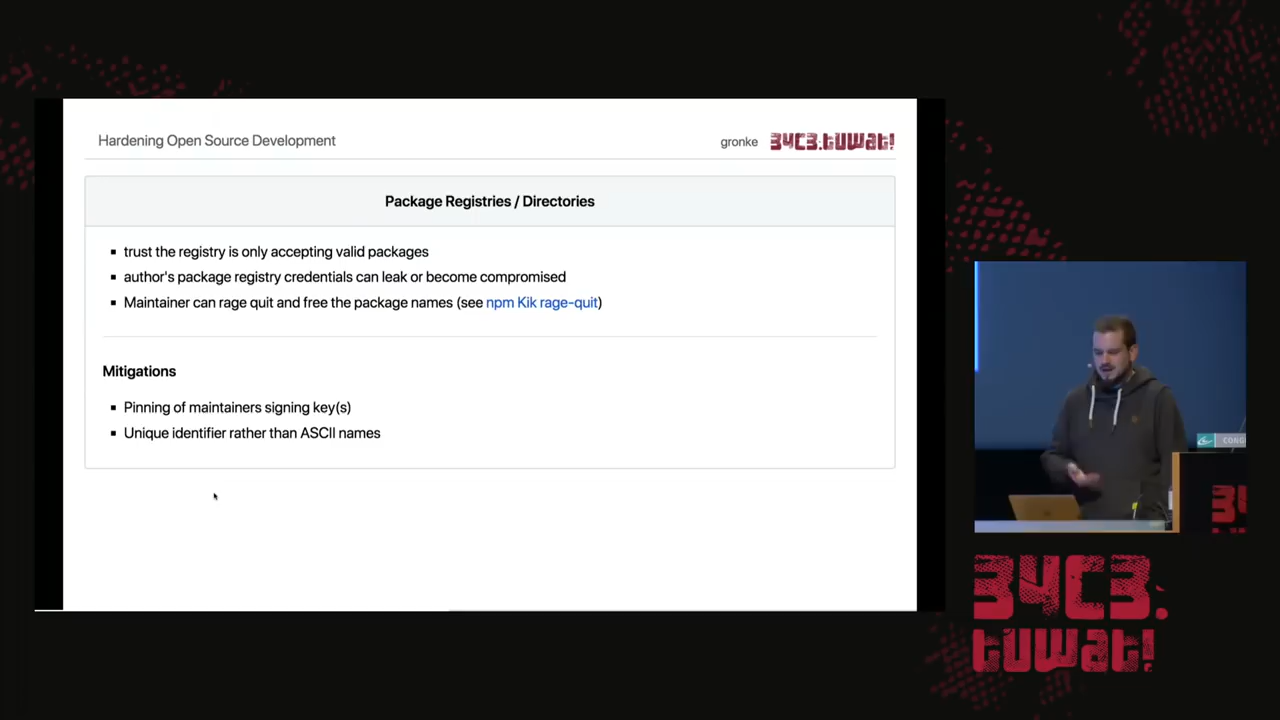 Hardening Open Source Development
gronke
34C3.tuwat!
Package Registries / Directories
trust the registry is only accepting valid packages
author's package registry credentials can leak or become compromised
Maintainer can rage quit and free the package names (see npm Kik rage-quit)
Mitigations
Pinning of maintainers signing key(s)
Unique identifier rather than ASCII names
CONG
34
34C3.
tuwat!